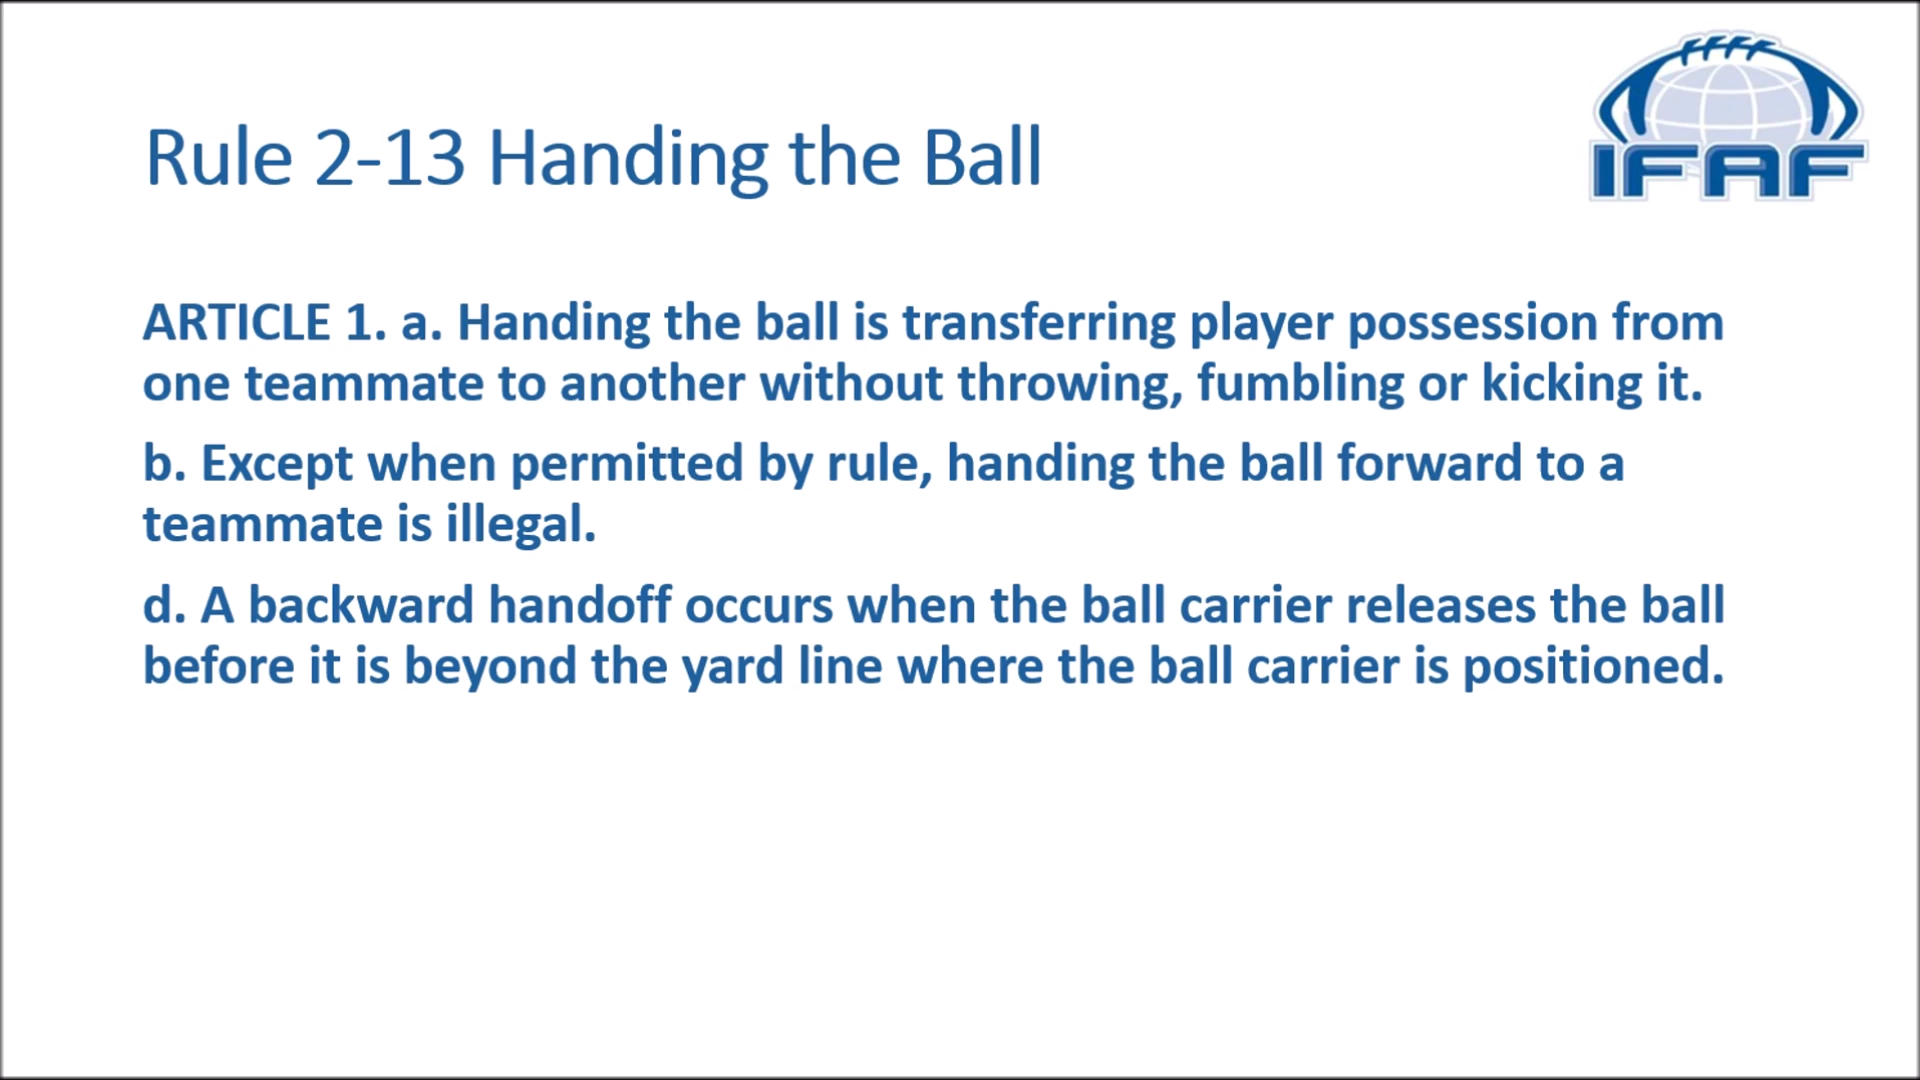 IFAF
Rule 2-13 Handing the Ball
ARTICLE 1. a. Handing the ball is transferring player possession from
one teammate to another without throwing, fumbling or kicking it.
b. Except when permitted by rule, handing the ball forward to a
teammate is illegal.
d. A backward handoff occurs when the ball carrier releases the ball
before it is beyond the yard line where the ball carrier is positioned.